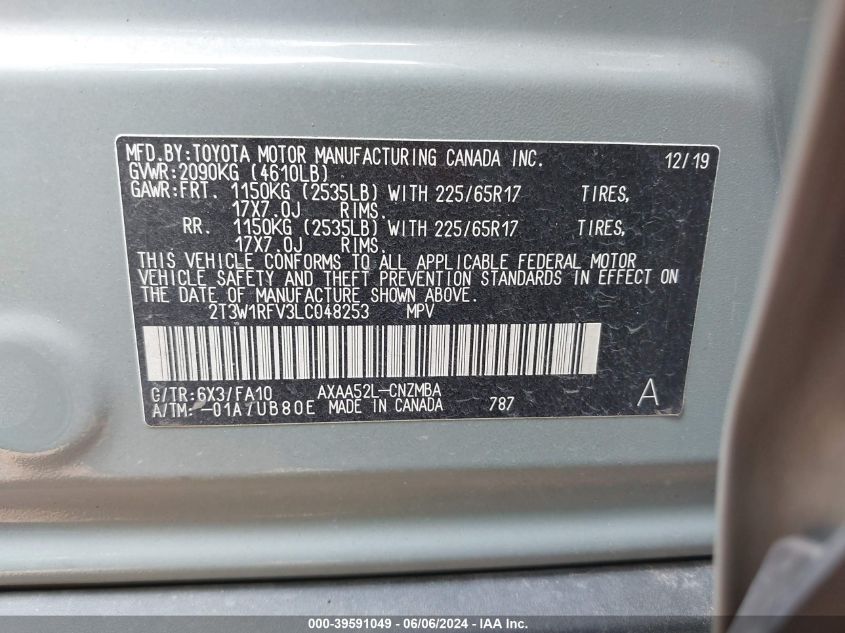 MFD.BY:TOYOTA MOTOR MANUFACTURING CANADA INC. 12/19
GVWR:2090KG (4610LB)
GAWR:FRT. 1150KG (2535LB) WITH 225/65R17 TIRES,
17X7.0J RIMS.
RR. 1150KG (2535LB) WITH 225/65R17 TIRES,
17X7.0J RIMS.
THIS VEHICLE CONFORMS TO ALL APPLICABLE FEDERAL MOTOR
VEHICLE SAFETY AND THEFT PREVENTION STANDARDS IN EFFECT ON
THE DATE OF MANUFACTURE SHOWN ABOVE.
2T3W1RFV3LC048253 MPV
C/TR:6X3/FA10 AXAA52L-CNZMBA
A/TM:-01A/UB80E MADE IN CANADA 787 A
000-39591049 - 06/06/2024 - IAA Inc.